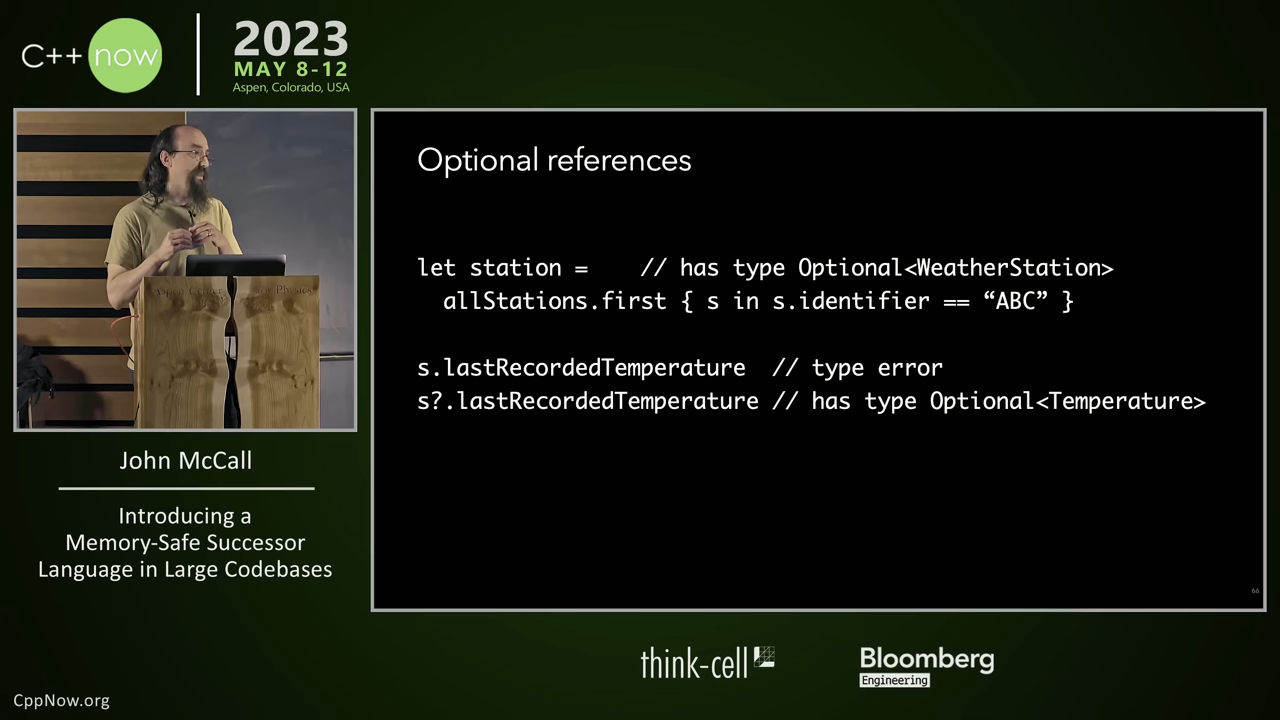 C++ now
2023
MAY 8-12
Aspen, Colorado, USA
Optional references
let station =    // has type Optional<WeatherStation>
  allStations.first { s in s.identifier == “ABC” }
s.lastRecordedTemperature  // type error
s?.lastRecordedTemperature // has type Optional<Temperature>
66
John McCall
Introducing a
Memory-Safe Successor
Language in Large Codebases
think-cell
Bloomberg
Engineering
CppNow.org